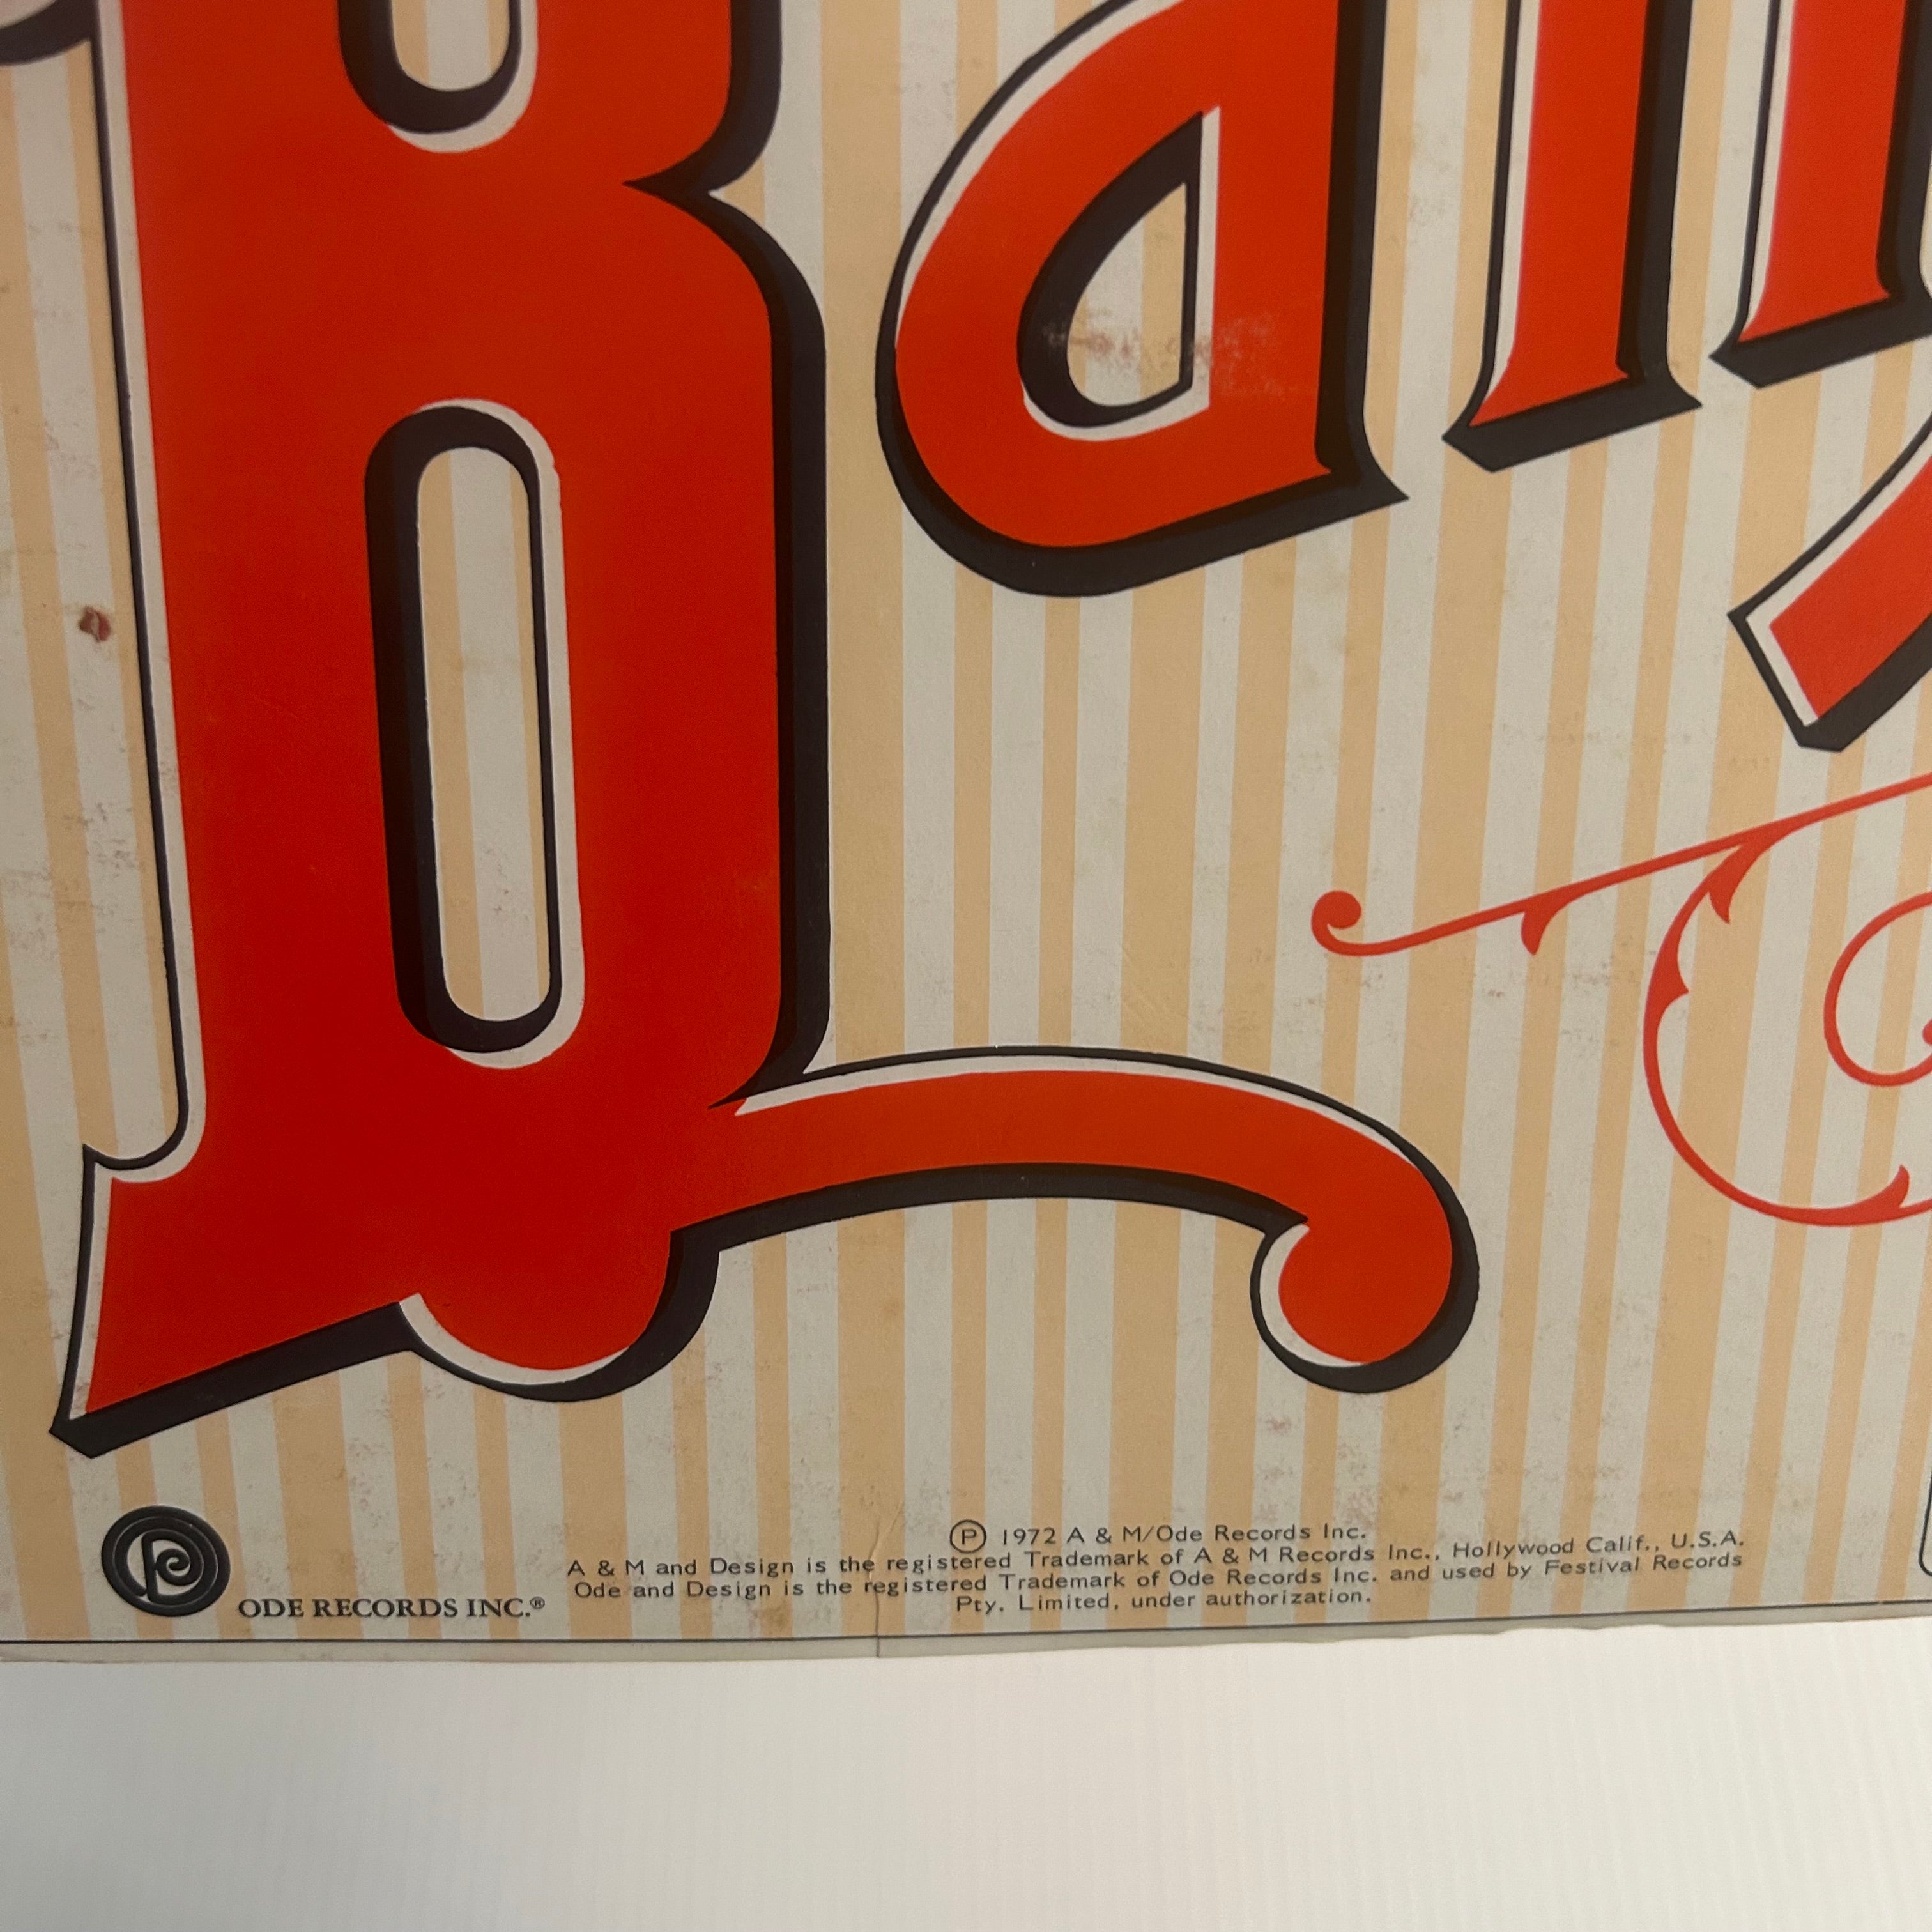 Ba
ODE RECORDS INC.®
Ⓟ 1972 A & M/Ode Records Inc.
A & M and Design is the registered Trademark of A & M Records Inc., Hollywood Calif., U.S.A.
Ode and Design is the registered Trademark of Ode Records Inc. and used by Festival Records
Pty. Limited, under authorization.